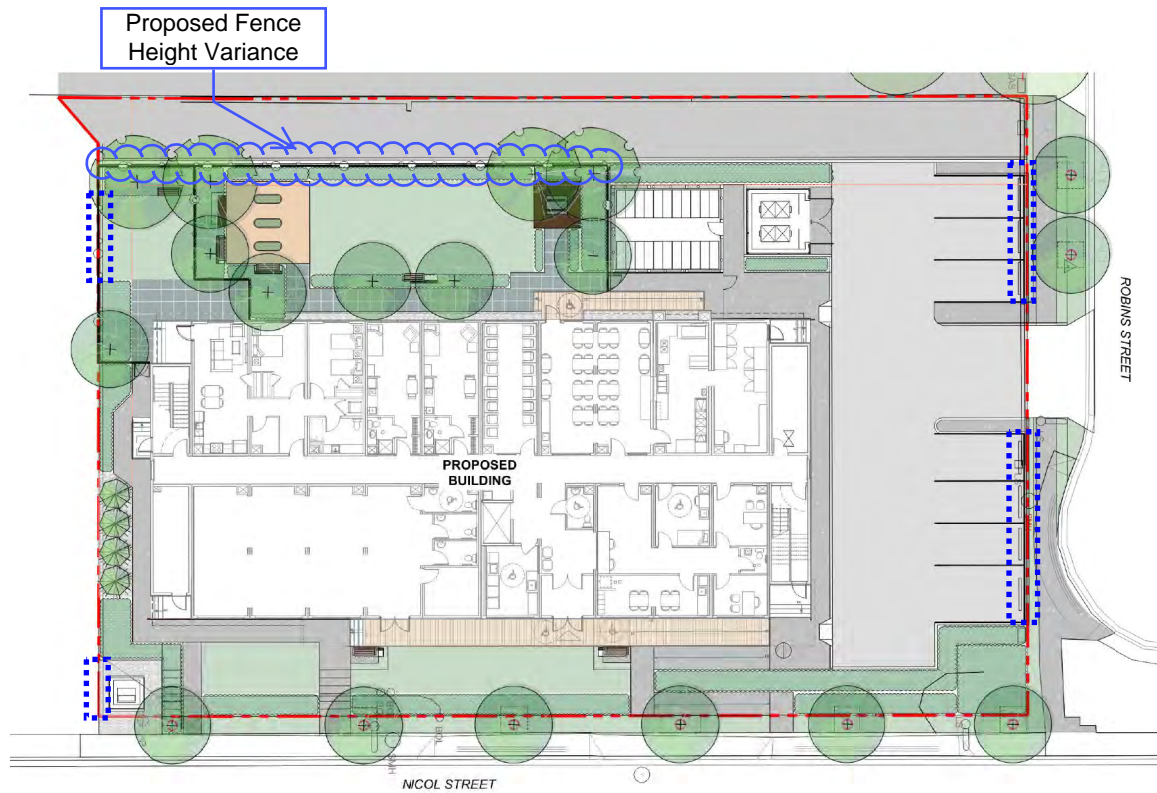 Proposed Fence
Height Variance
ROBINS STREET
PROPOSED
BUILDING
NICOL STREET